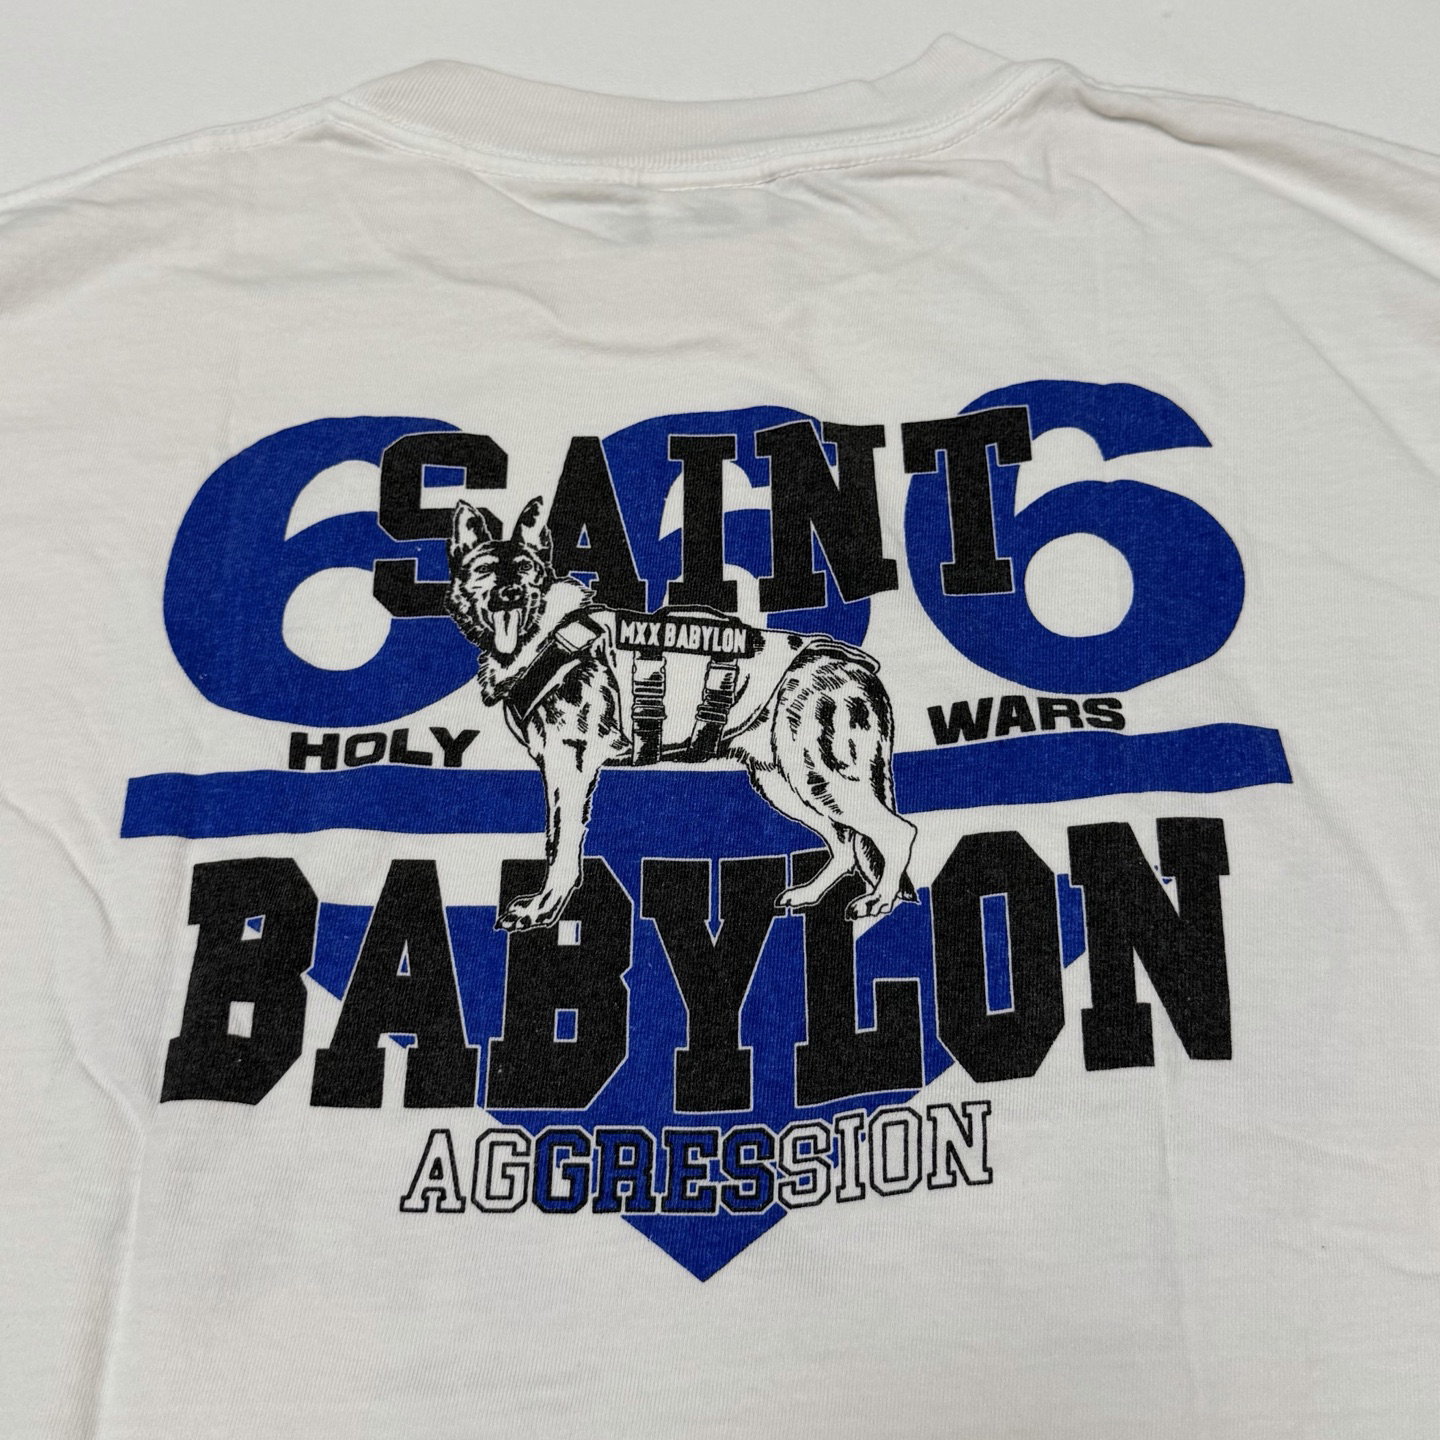 666
SAINT
MXX BABYLON
HOLY WARS
BABYLON
AGGRESSION